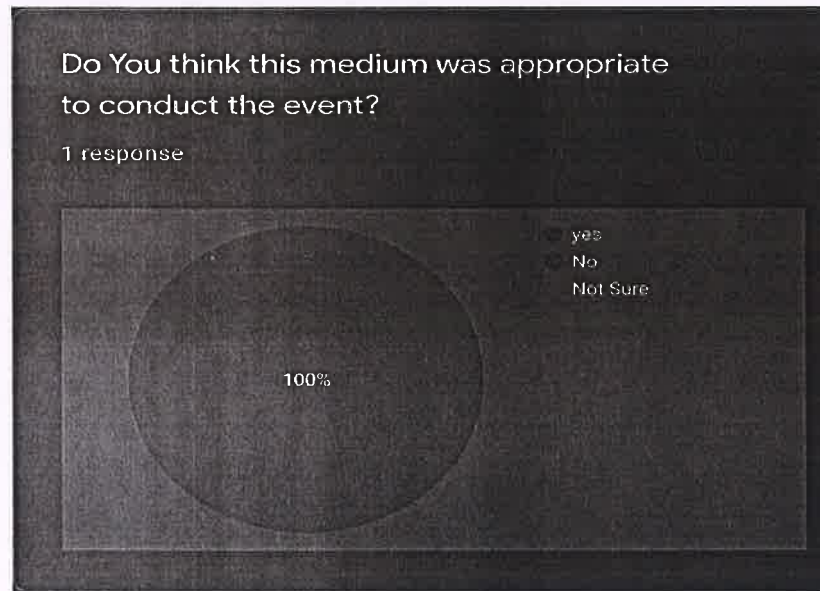 Do You think this medium was appropriate
to conduct the event?
1 response
yes
No
Not Sure
100%